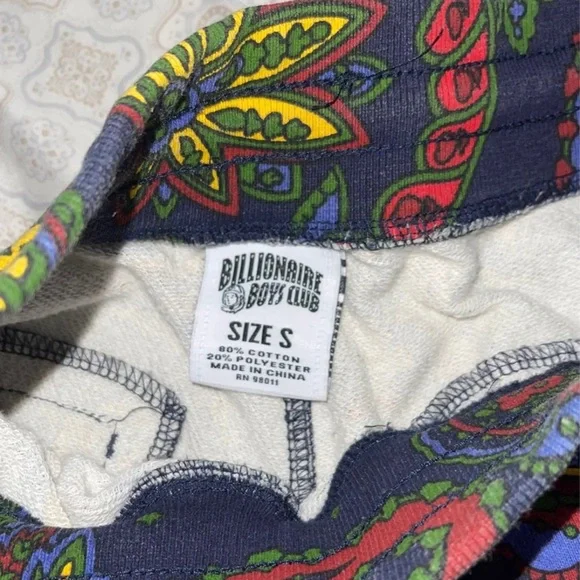 BILLIONAIRE
BOYS CLUB
SIZE S
80% COTTON
20% POLYESTER
MADE IN CHINA
RN 98011